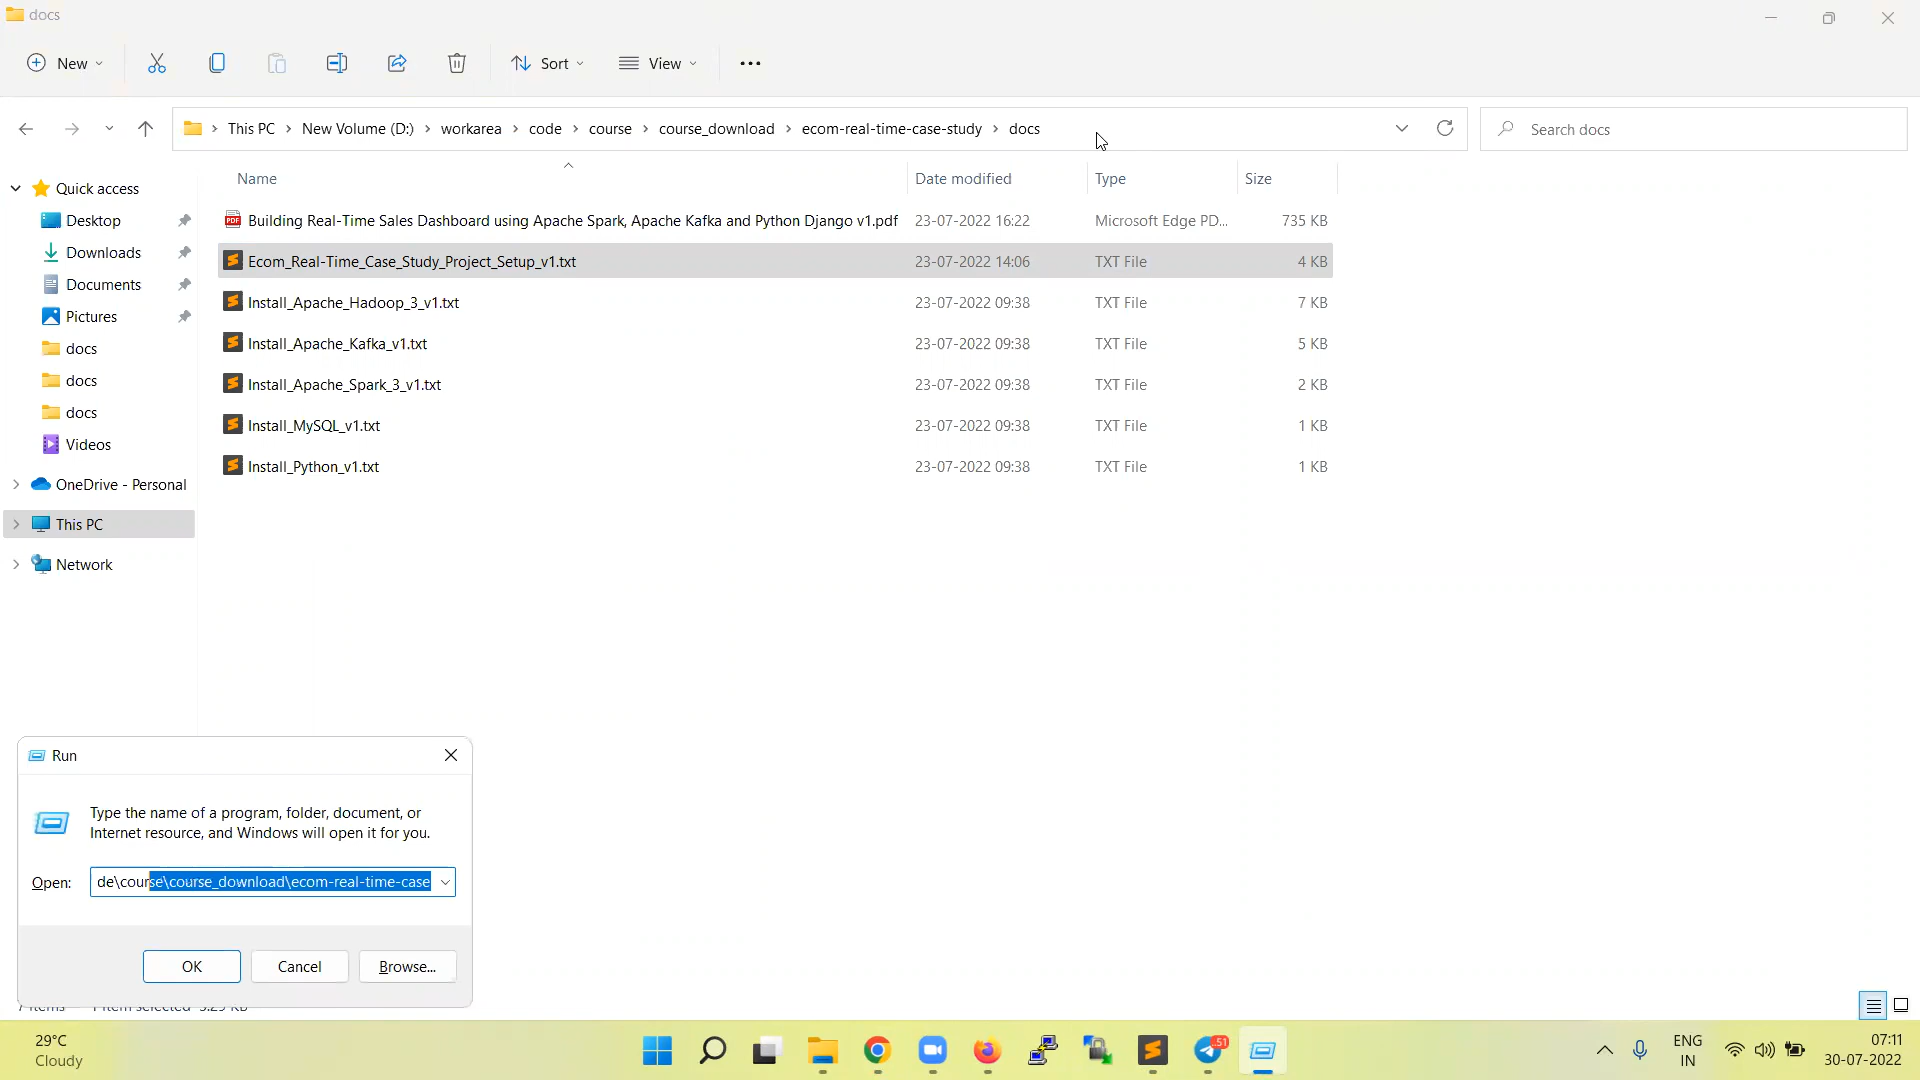 docs
New
Sort
View
This PC
New Volume (D:)
workarea
code
course
course_download
ecom-real-time-case-study
docs
Search docs
Name
Date modified
Type
Size
Quick access
Desktop
Downloads
Documents
Pictures
docs
docs
docs
Videos
OneDrive - Personal
This PC
Network
Building Real-Time Sales Dashboard using Apache Spark, Apache Kafka and Python Django v1.pdf 23-07-2022 16:22 Microsoft Edge PD... 735 KB
Ecom_Real-Time_Case_Study_Project_Setup_v1.txt 23-07-2022 14:06 TXT File 4 KB
Install_Apache_Hadoop_3_v1.txt 23-07-2022 09:38 TXT File 7 KB
Install_Apache_Kafka_v1.txt 23-07-2022 09:38 TXT File 5 KB
Install_Apache_Spark_3_v1.txt 23-07-2022 09:38 TXT File 2 KB
Install_MySQL_v1.txt 23-07-2022 09:38 TXT File 1 KB
Install_Python_v1.txt 23-07-2022 09:38 TXT File 1 KB
Run
Type the name of a program, folder, document, or
Internet resource, and Windows will open it for you.
Open: de\course\course_download\ecom-real-time-case
OK
Cancel
Browse...
29°C
Cloudy
51
ENG
IN
07:11
30-07-2022